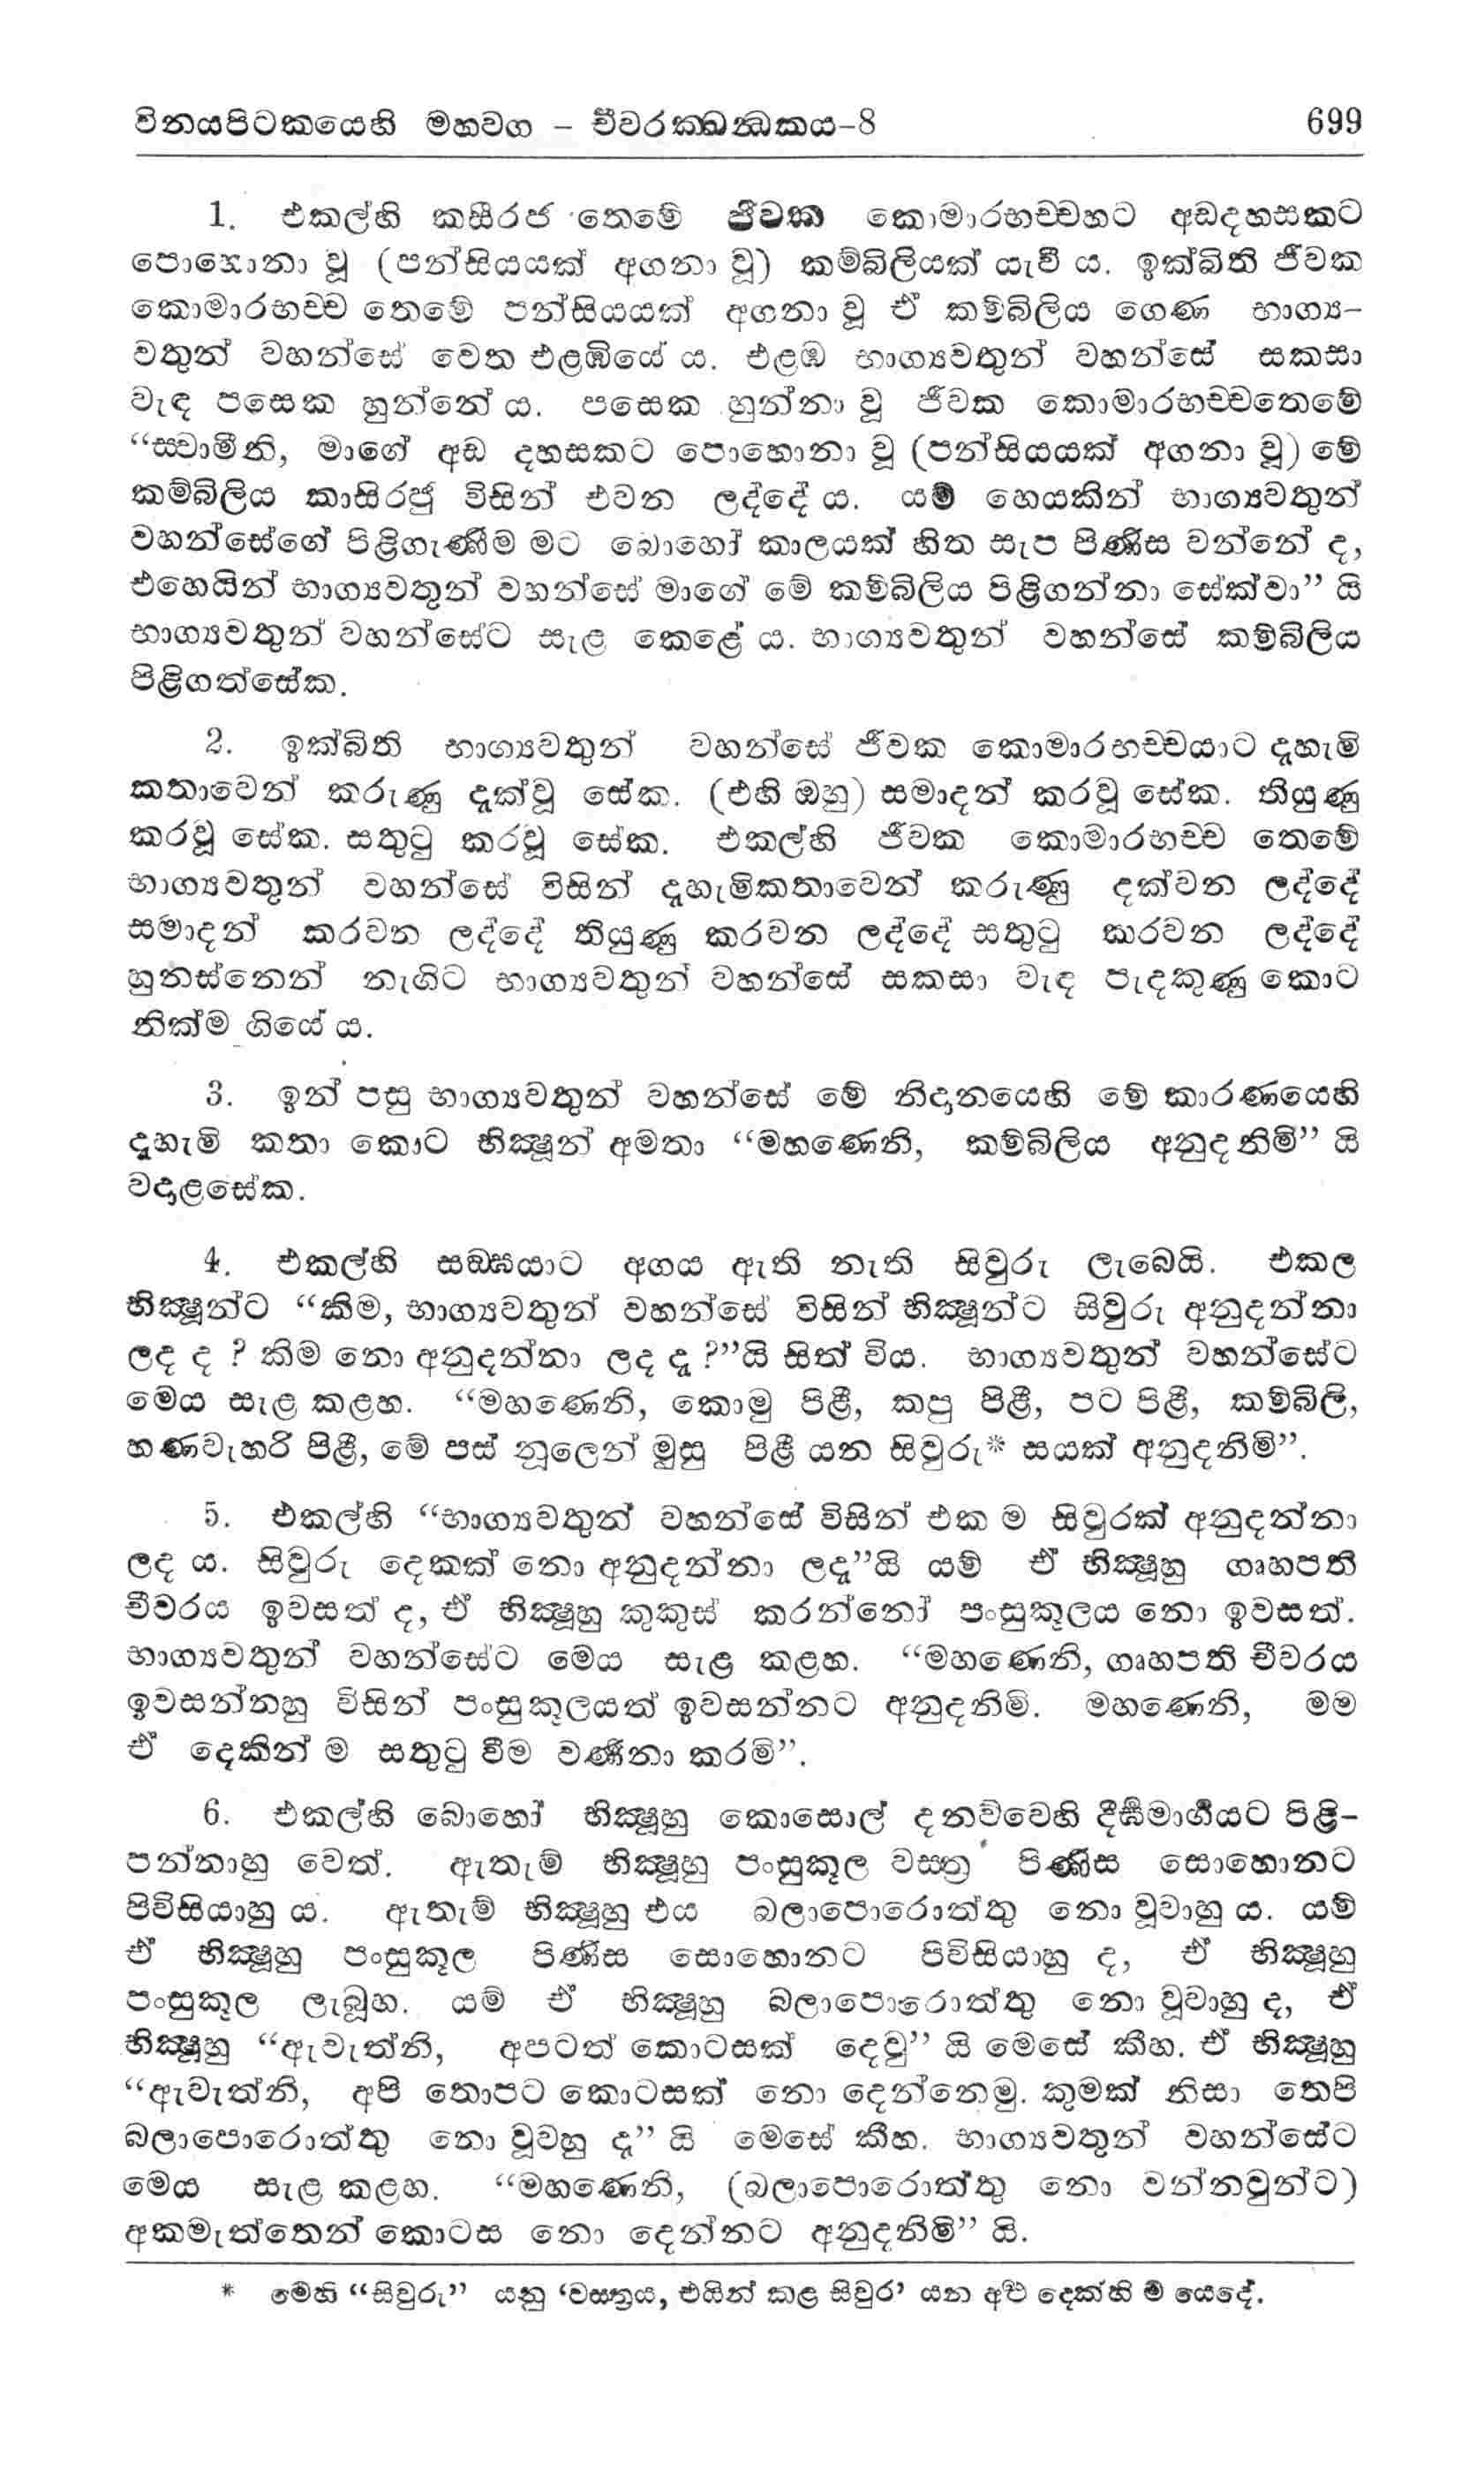 විනයපිටකයෙහි මහවග - චීවරක්ඛන්ධකය-8 699
1. එකල්හි කසීරජ තෙමේ ජීවක කොමාරභච්චහට අඩදහසකට
පොහොනා වූ (පන්සියයක් අගනා වූ) කම්බිලියක් යැවී ය. ඉක්බිති ජීවක
කොමාරභච්ච තෙමේ පන්සියයක් අගනා වූ ඒ කම්බිලිය ගෙණ භාග්‍ය-
වතුන් වහන්සේ වෙත එළඹියේ ය. එළඹ භාග්‍යවතුන් වහන්සේ සකසා
වැඳ පසෙක හුන්නේ ය. පසෙක හුන්නා වූ ජීවක කොමාරභච්චතෙමේ
“ස්වාමීනි, මාගේ අඩ දහසකට පොහොනා වූ (පන්සියයක් අගනා වූ) මේ
කම්බිලිය කාසිරජු විසින් එවන ලද්දේ ය. යම් හෙයකින් භාග්‍යවතුන්
වහන්සේගේ පිළිගැණීම මට බොහෝ කාලයක් හිත සැප පිණිස වන්නේ ද,
එහෙයින් භාග්‍යවතුන් වහන්සේ මාගේ මේ කම්බිලිය පිළිගන්නා සේක්වා” යි
භාග්‍යවතුන් වහන්සේට සැළ කෙළේ ය. භාග්‍යවතුන් වහන්සේ කම්බිලිය
පිළිගත්සේක.
2. ඉක්බිති භාග්‍යවතුන් වහන්සේ ජීවක කොමාරභච්චයාට දැහැමි
කතාවෙන් කරුණු දැක්වූ සේක. (එහි ඔහු) සමාදන් කරවූ සේක. තියුණු
කරවූ සේක. සතුටු කරවූ සේක. එකල්හි ජීවක කොමාරභච්ච තෙමේ
භාග්‍යවතුන් වහන්සේ විසින් දැහැමිකතාවෙන් කරුණු දක්වන ලද්දේ
සමාදන් කරවන ලද්දේ තියුණු කරවන ලද්දේ සතුටු කරවන ලද්දේ
හුනස්නෙන් නැගිට භාග්‍යවතුන් වහන්සේ සකසා වැඳ පැදකුණු කොට
නික්ම ගියේ ය.
3. ඉන් පසු භාග්‍යවතුන් වහන්සේ මේ නිදානයෙහි මේ කාරණයෙහි
දැහැමි කතා කොට භික්‍ෂූන් අමතා “මහණෙනි, කම්බිලිය අනුදනිමි” යි
වදාළසේක.
4. එකල්හි සඞ්ඝයාට අගය ඇති නැති සිවුරු ලැබෙයි. එකල
භික්‍ෂූන්ට “කිම, භාග්‍යවතුන් වහන්සේ විසින් භික්‍ෂූන්ට සිවුරු අනුදන්නා
ලද ද ? කිම නො අනුදන්නා ලද දැ ?”යි සිත් විය. භාග්‍යවතුන් වහන්සේට
මෙය සැළ කළහ. “මහණෙනි, කොමු පිළී, කපු පිළී, පට පිළී, කම්බිලි,
හණවැහරි පිළී, මේ පස් නූලෙන් මුසු පිළී යන සිවුරු* සයක් අනුදනිමි”.
5. එකල්හි “භාග්‍යවතුන් වහන්සේ විසින් එක ම සිවුරක් අනුදන්නා
ලද ය. සිවුරු දෙකක් නො අනුදන්නා ලදැ”යි යම් ඒ භික්‍ෂූහු ගෘහපති
චීවරය ඉවසත් ද, ඒ භික්‍ෂූහු කුකුස් කරන්නෝ පංසුකූලය නො ඉවසත්.
භාග්‍යවතුන් වහන්සේට මෙය සැළ කළහ. “මහණෙනි, ගෘහපති චීවරය
ඉවසන්නහු විසින් පංසුකූලයත් ඉවසන්නට අනුදනිමි. මහණෙනි, මම
ඒ දෙකින් ම සතුටු වීම වර්‍ණනා කරමි”.
6. එකල්හි බොහෝ භික්‍ෂූහු කොසොල් දනව්වෙහි දීර්‍ඝමාර්‍ගයට පිළි-
පන්නාහු වෙත්. ඇතැම් භික්‍ෂූහු පංසුකූල වස්ත්‍ර පිණිස සොහොනට
පිවිසියාහු ය. ඇතැම් භික්‍ෂූහු එය බලාපොරොත්තු නො වූවාහු ය. යම්
ඒ භික්‍ෂූහු පංසුකූල පිණිස සොහොනට පිවිසියාහු ද, ඒ භික්‍ෂූහු
පංසුකූල ලැබූහ. යම් ඒ භික්‍ෂූහු බලාපොරොත්තු නො වූවාහු ද, ඒ
භික්‍ෂූහු “ඇවැත්නි, අපටත් කොටසක් දෙවු” යි මෙසේ කීහ. ඒ භික්‍ෂූහු
“ඇවැත්නි, අපි තොපට කොටසක් නො දෙන්නෙමු. කුමක් නිසා තෙපි
බලාපොරොත්තු නො වූවහු දැ” යි මෙසේ කීහ. භාග්‍යවතුන් වහන්සේට
මෙය සැළ කළහ. “මහණෙනි, (බලාපොරොත්තු නො වන්නවුන්ට)
අකමැත්තෙන් කොටස නො දෙන්නට අනුදනිමි” යි.
* මෙහි “සිවුරු” යනු ‘වස්ත්‍රය, එයින් කළ සිවුර’ යන අර්‍ථ දෙක්හි ම යෙදේ.